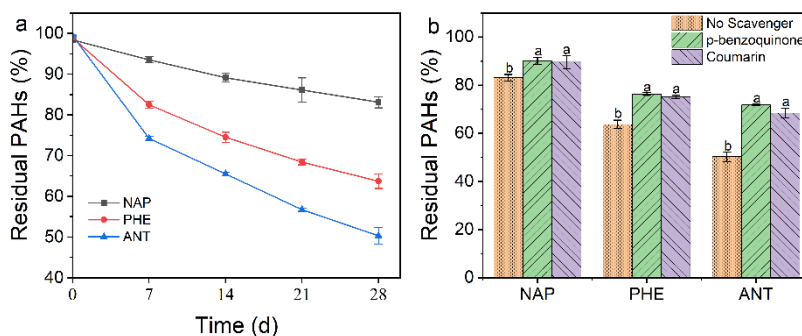 a
Residual PAHs (%)
100
90
80
70
60
50
40
NAP
PHE
ANT
0
7
14
21
28
Time (d)
b
Residual PAHs (%)
100
80
60
40
20
0
No Scavenger
p-benzoquinone
Coumarin
b a a
b a a
b a a
NAP PHE ANT